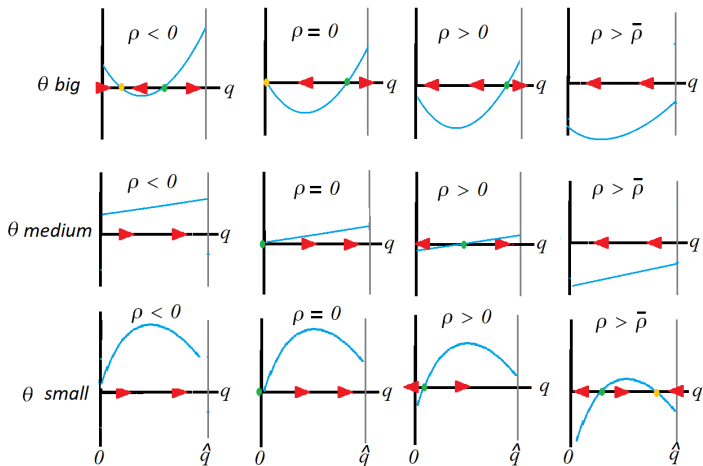 ρ < 0 ρ = 0 ρ > 0 ρ > ρ̄
θ big q q q q
ρ < 0 ρ = 0 ρ > 0 ρ > ρ̄
θ medium q q q q
ρ < 0 ρ = 0 ρ > 0 ρ > ρ̄
θ small q q q q
0 q̂ 0 q̂ 0 q̂ 0 q̂